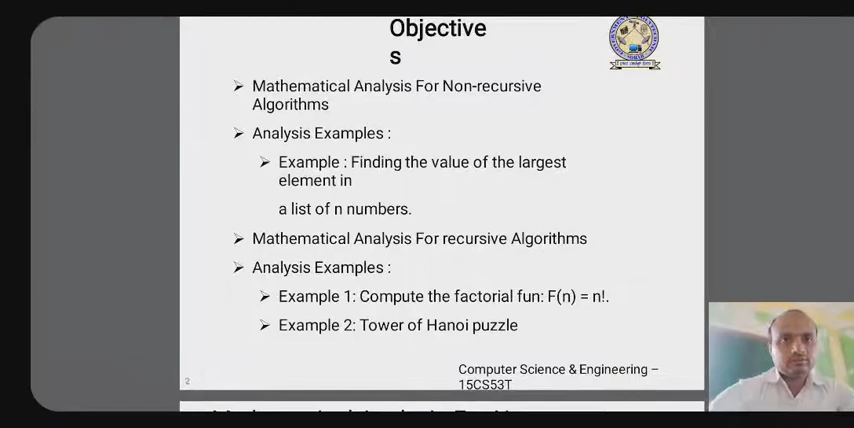 Objective
s
Mathematical Analysis For Non-recursive
Algorithms
Analysis Examples :
Example : Finding the value of the largest
element in
a list of n numbers.
Mathematical Analysis For recursive Algorithms
Analysis Examples :
Example 1: Compute the factorial fun: F(n) = n!.
Example 2: Tower of Hanoi puzzle
Computer Science & Engineering –
15CS53T
2